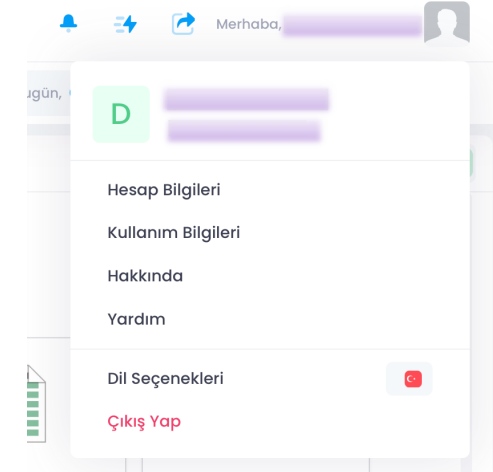 Merhaba,
ugün,
D
Hesap Bilgileri
Kullanım Bilgileri
Hakkında
Yardım
Dil Seçenekleri
Çıkış Yap